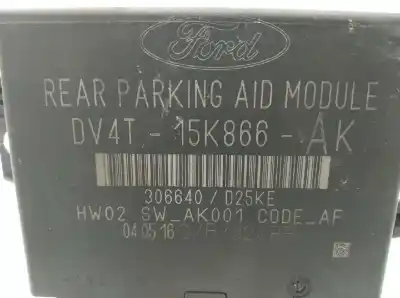 Ford
REAR PARKING AID MODULE
DV4T - 15K866 - AK
306640 / D25KE
HW02 SW_AK001 CODE_AF
04 05 16